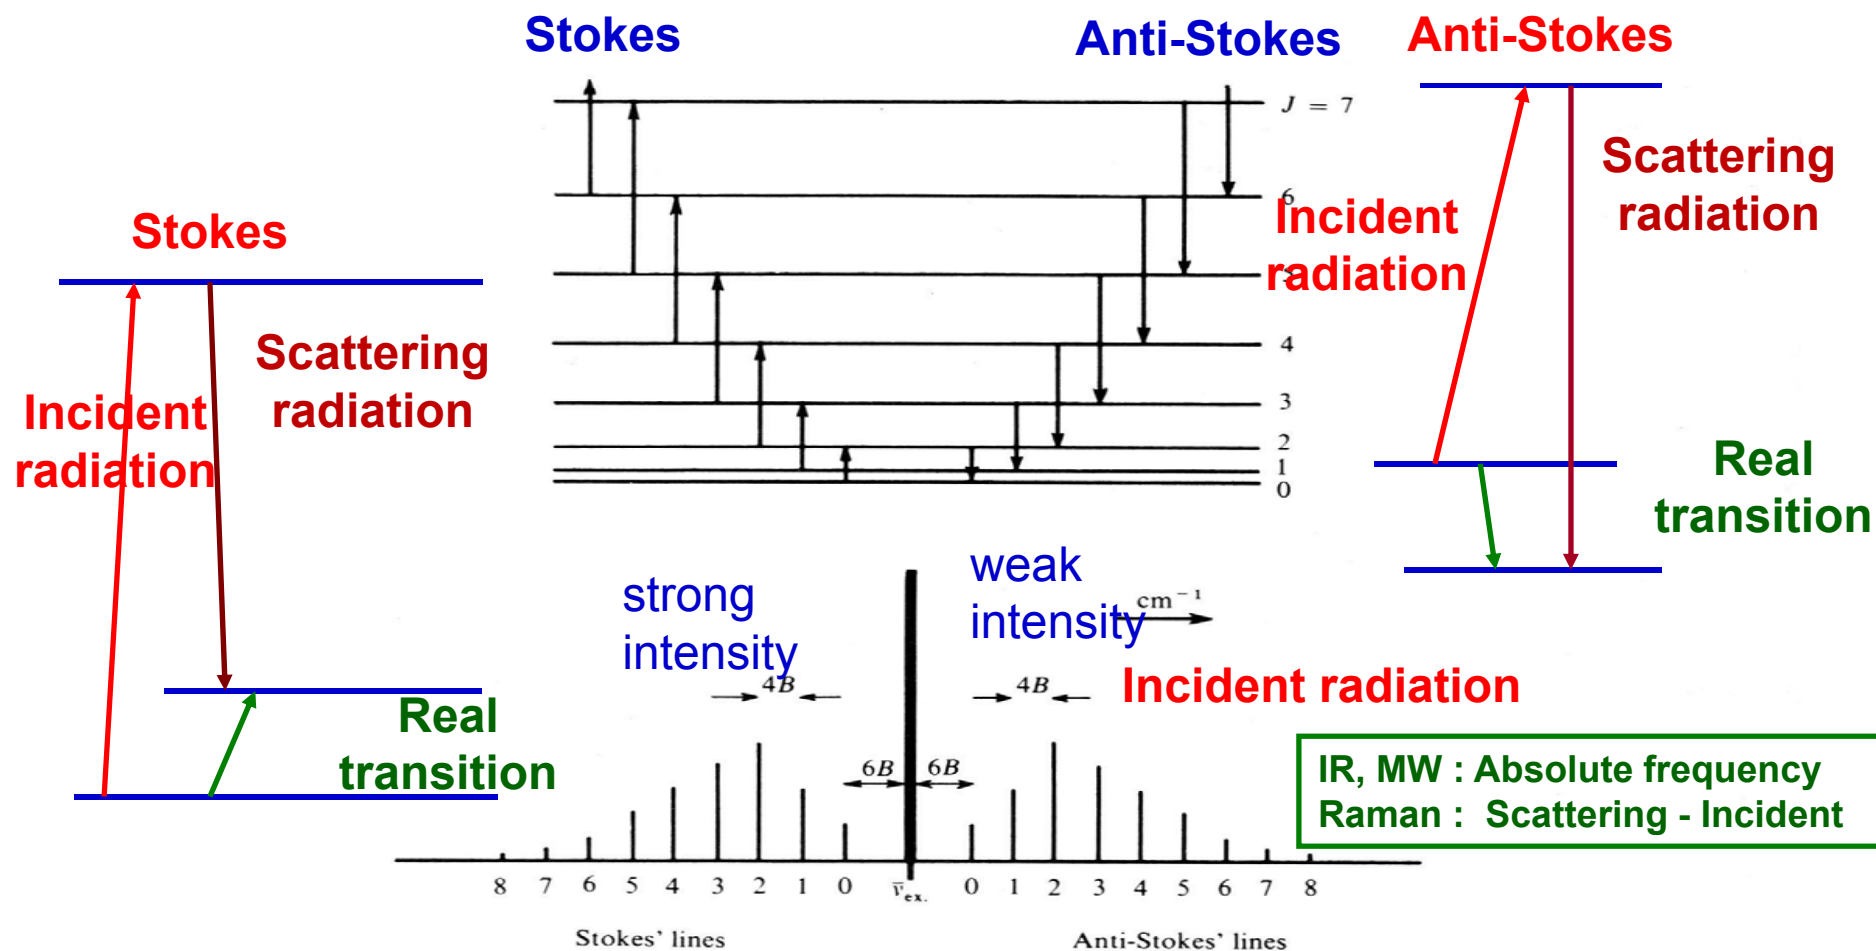 Stokes
Anti-Stokes
Anti-Stokes
J = 7
6
5
4
3
2
1
0
Scattering
radiation
Incident
radiation
Real
transition
Stokes
Scattering
radiation
Incident
radiation
Real
transition
strong
intensity
weak
intensity
cm⁻¹
4B
4B
6B
6B
Incident radiation
IR, MW : Absolute frequency
Raman : Scattering - Incident
8 7 6 5 4 3 2 1 0 ν̅ex. 0 1 2 3 4 5 6 7 8
Stokes' lines
Anti-Stokes' lines